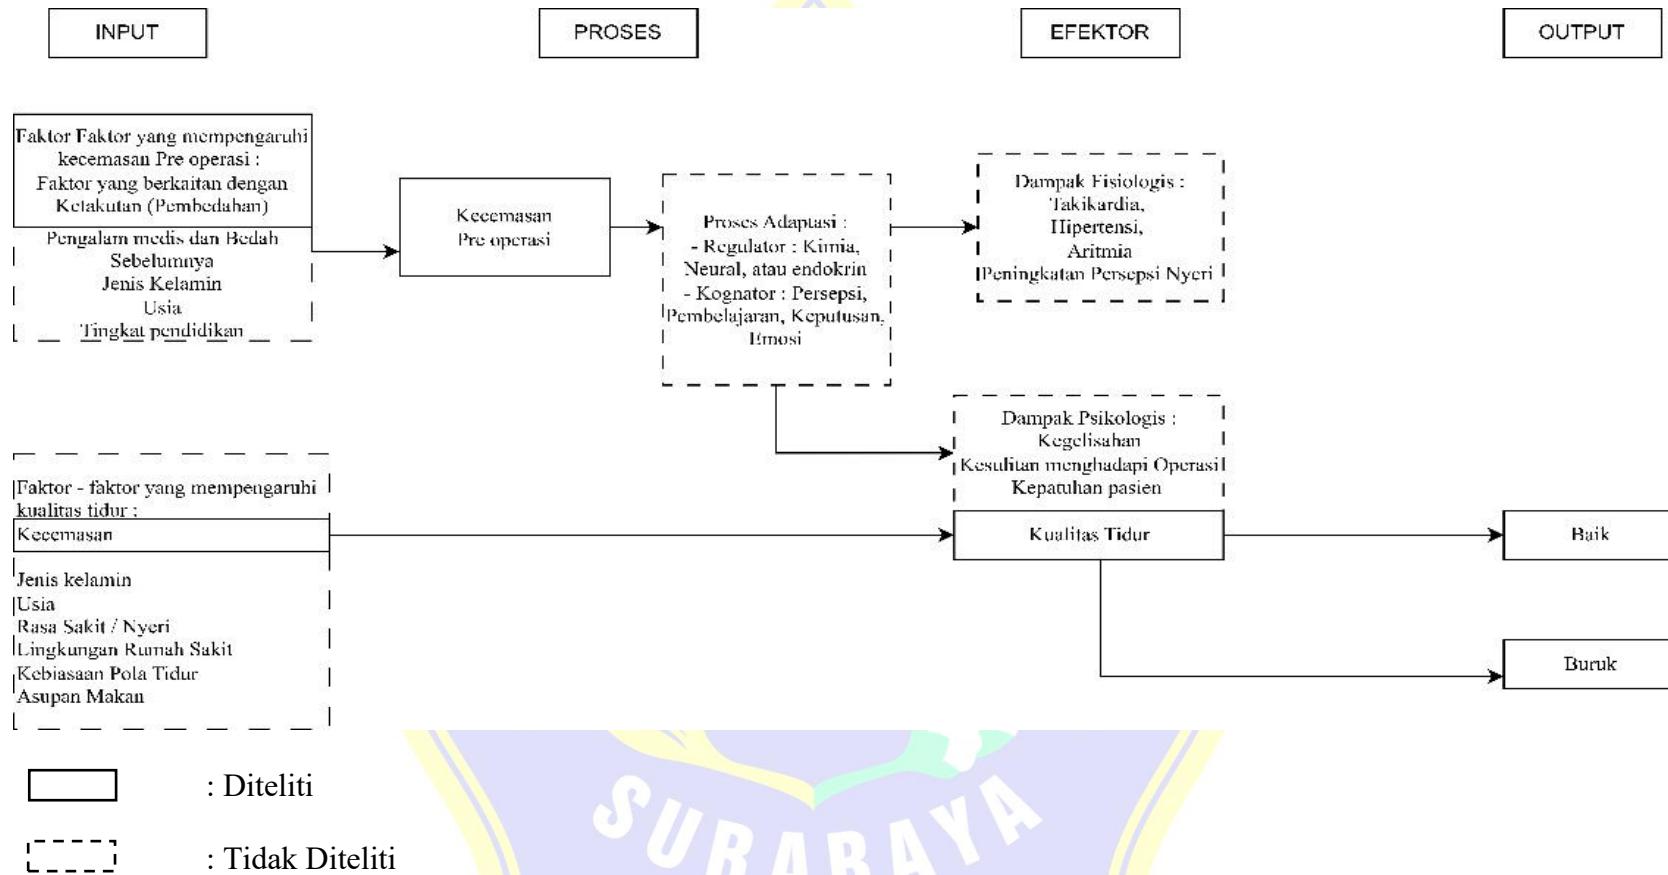 INPUT
PROSES
EFEKTOR
OUTPUT
Faktor Faktor yang mempengaruhi
kecemasan Pre operasi :
Faktor yang berkaitan dengan
Ketakutan (Pembedahan)
Pengalam medis dan Bedah
Sebelumnya
Jenis Kelamin
Usia
Tingkat pendidikan
Kecemasan
Pre operasi
Proses Adaptasi :
- Regulator : Kimia,
Neural, atau endokrin
- Kognator : Persepsi,
Pembelajaran, Keputusan,
Emosi
Dampak Fisiologis :
Takikardia,
Hipertensi,
Aritmia
Peningkatan Persepsi Nyeri
Dampak Psikologis :
Kegelisahan
Kesulitan menghadapi Operasi
Kepatuhan pasien
Faktor - faktor yang mempengaruhi
kualitas tidur :
Kecemasan
Jenis kelamin
Usia
Rasa Sakit / Nyeri
Lingkungan Rumah Sakit
Kebiasaan Pola Tidur
Asupan Makan
Kualitas Tidur
Baik
Buruk
: Diteliti
: Tidak Diteliti
SURABAYA